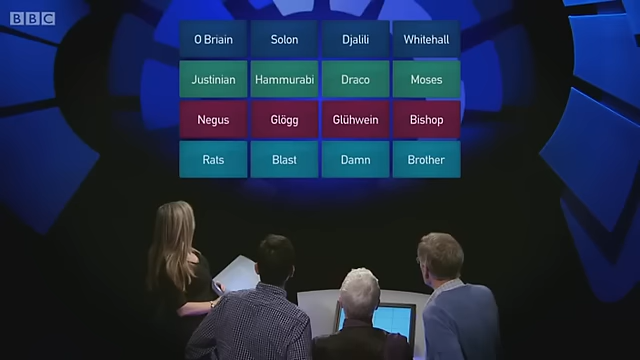 BBC
O Briain Solon Djalili Whitehall
Justinian Hammurabi Draco Moses
Negus Glögg Glühwein Bishop
Rats Blast Damn Brother